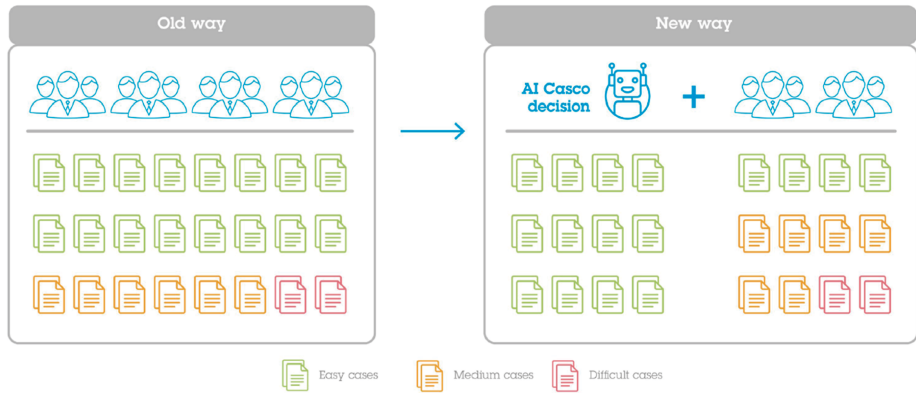 Old way
New way
AI Casco
decision
Easy cases
Medium cases
Difficult cases